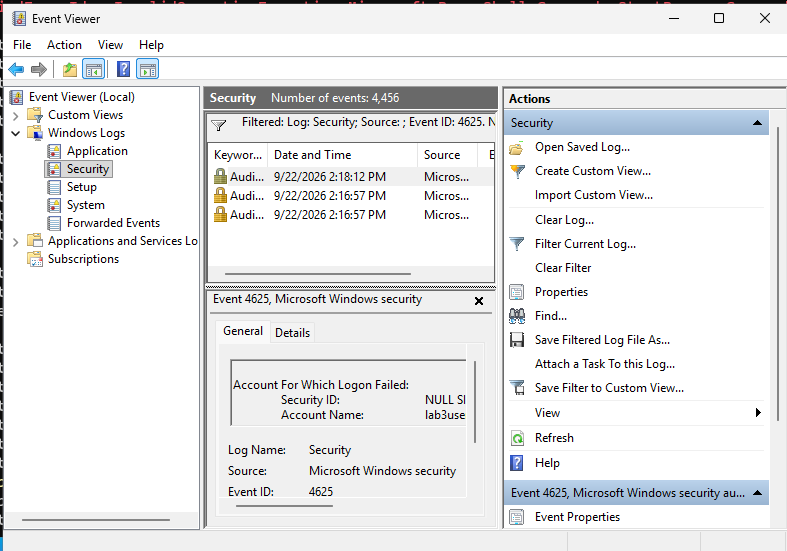 Event Viewer
File Action View Help
Event Viewer (Local)
Custom Views
Windows Logs
Application
Security
Setup
System
Forwarded Events
Applications and Services Lo
Subscriptions
Security Number of events: 4,456
Filtered: Log: Security; Source: ; Event ID: 4625. N
Keywor... Date and Time Source E
Audi... 9/22/2026 2:18:12 PM Micros...
Audi... 9/22/2026 2:16:57 PM Micros...
Audi... 9/22/2026 2:16:57 PM Micros...
Event 4625, Microsoft Windows security
General Details
Account For Which Logon Failed:
Security ID: NULL SI
Account Name: lab3use
Log Name: Security
Source: Microsoft Windows security
Event ID: 4625
Actions
Security
Open Saved Log...
Create Custom View...
Import Custom View...
Clear Log...
Filter Current Log...
Clear Filter
Properties
Find...
Save Filtered Log File As...
Attach a Task To this Log...
Save Filter to Custom View...
View
Refresh
Help
Event 4625, Microsoft Windows security au...
Event Properties